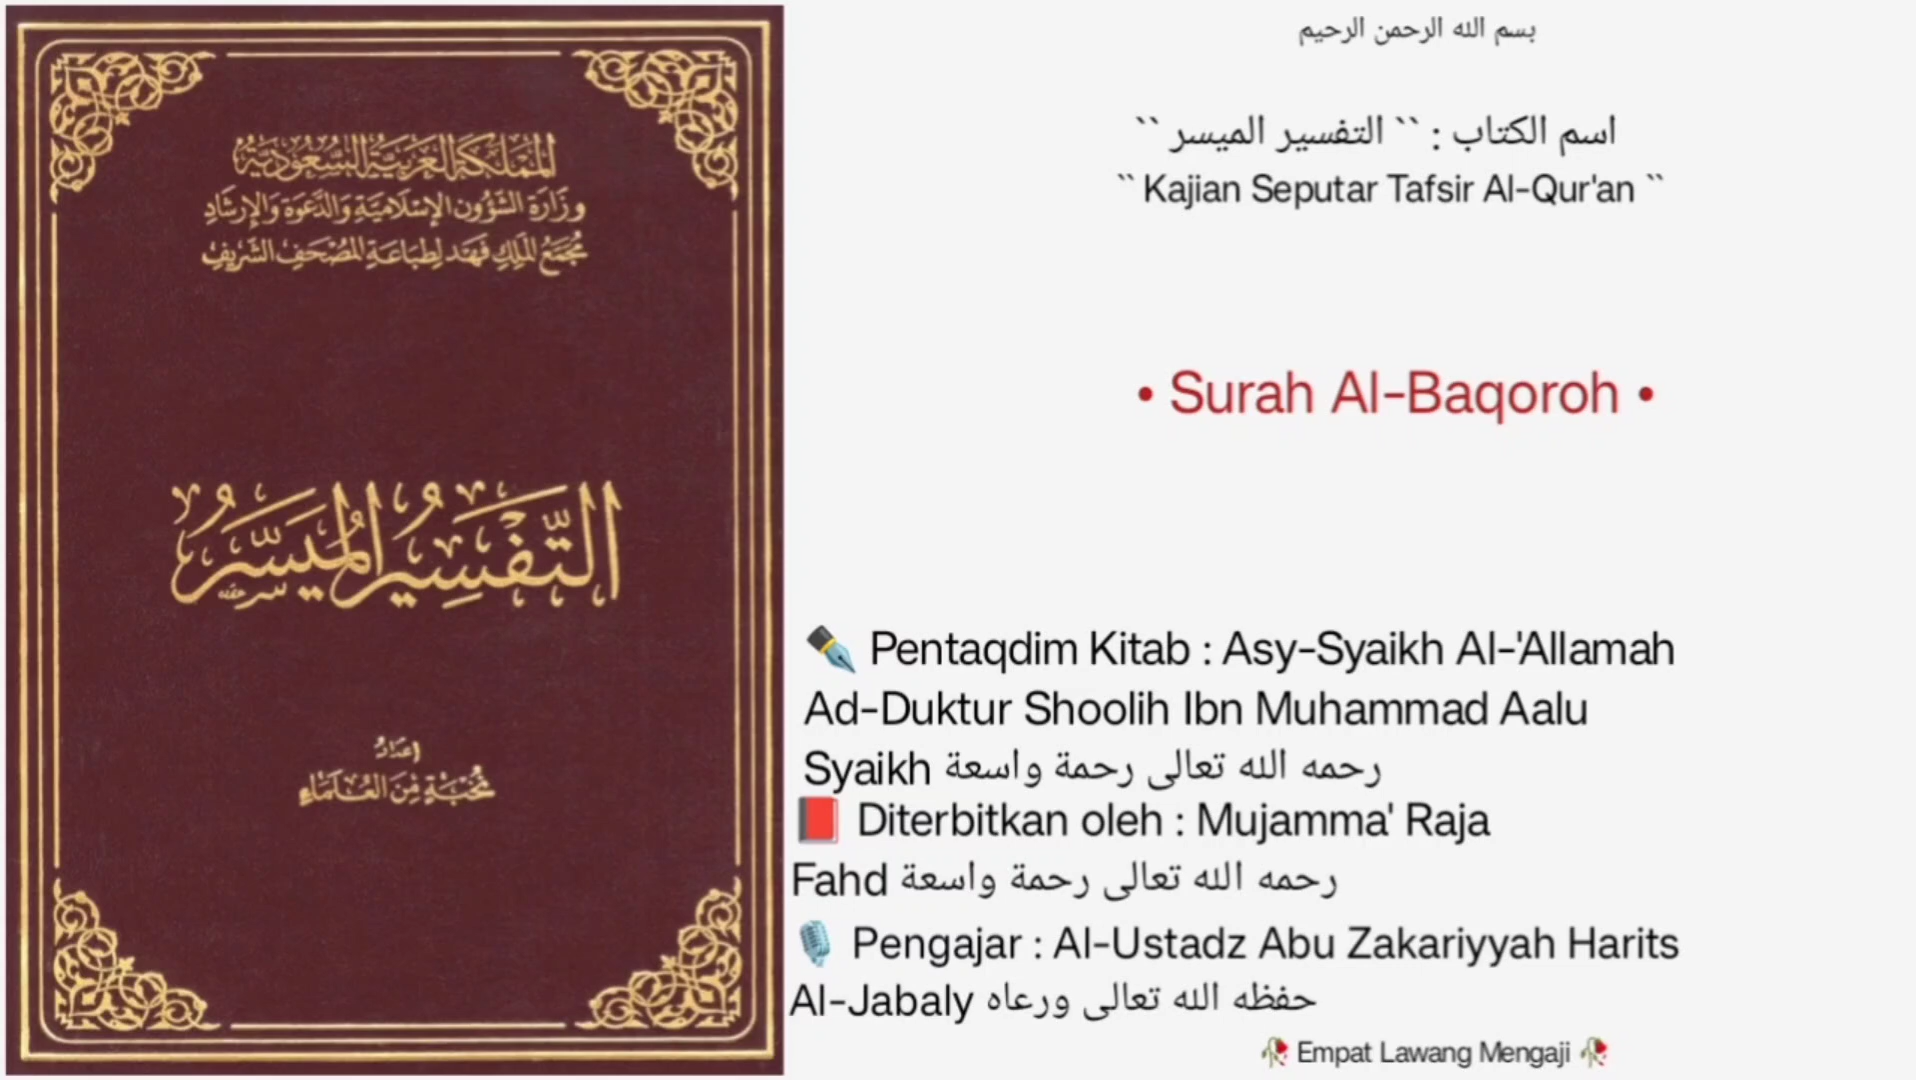 المملكة العربية السعودية
وزارة الشؤون الإسلامية والدعوة والإرشاد
مجمع الملك فهد لطباعة المصحف الشريف
التفسير الميسر
إعداد
نخبة من العلماء
بسم الله الرحمن الرحيم
اسم الكتاب : `` التفسير الميسر ``
`` Kajian Seputar Tafsir Al-Qur'an ``
• Surah Al-Baqoroh •
✒️ Pentaqdim Kitab : Asy-Syaikh Al-'Allamah
Ad-Duktur Shoolih Ibn Muhammad Aalu
Syaikh رحمه الله تعالى رحمة واسعة
📕 Diterbitkan oleh : Mujamma' Raja
Fahd رحمه الله تعالى رحمة واسعة
🎙️ Pengajar : Al-Ustadz Abu Zakariyyah Harits
Al-Jabaly حفظه الله تعالى ورعاه
🥀 Empat Lawang Mengaji 🥀